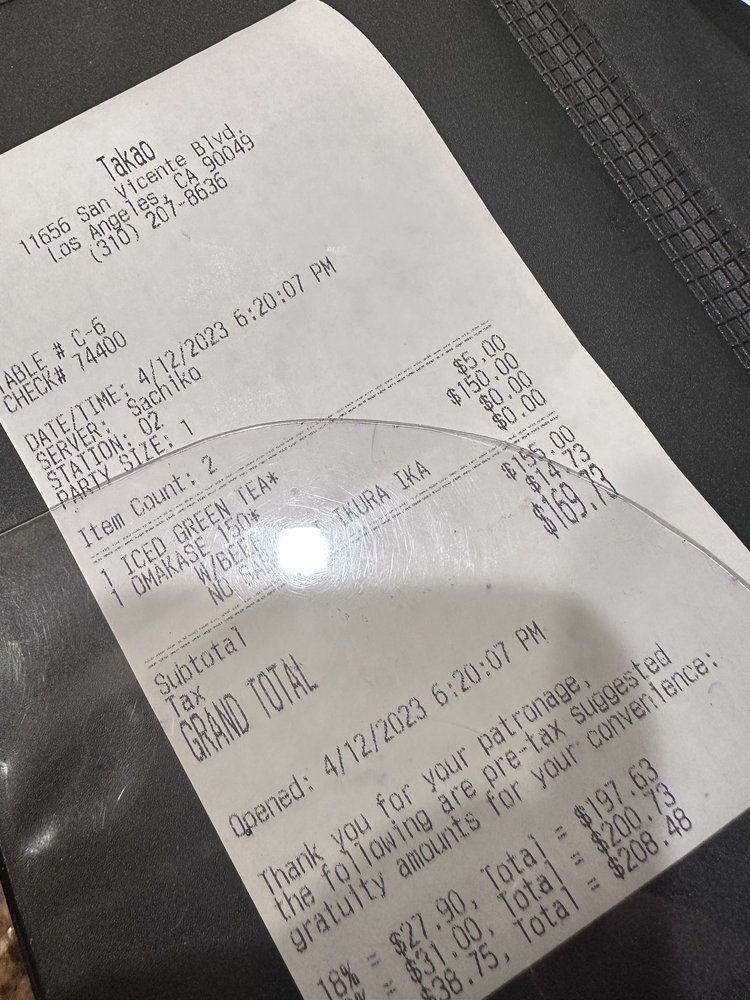 Takao
11656 San Vicente Blvd.
Los Angeles, CA 90049
(310) 207-8636
TABLE # C-6
CHECK# 74400
DATE/TIME: 4/12/2023 6:20:07 PM
SERVER: Sachiko
STATION: 02
PARTY SIZE: 1
Item Count: 2
1 ICED GREEN TEA* $5.00
1 OMAKASE 150* $150.00
IKURA IKA $0.00
NO $0.00
Subtotal $155.00
Tax $14.73
GRAND TOTAL $169.73
Opened: 4/12/2023 6:20:07 PM
Thank you for your patronage,
the following are pre-tax suggested
gratuity amounts for your convenience:
18% = $27.90, Total = $197.63
= $31.00, Total = $200.73
$38.75, Total = $208.48